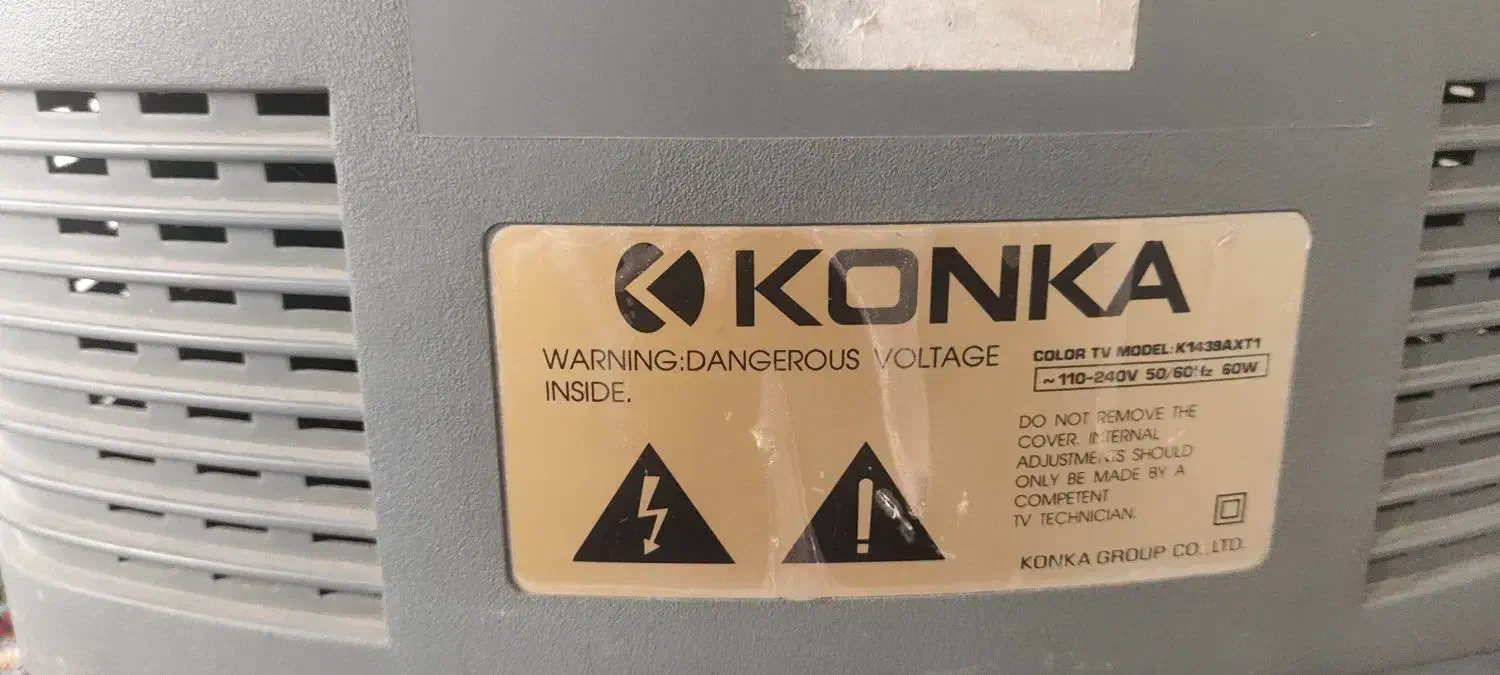 KONKA
WARNING:DANGEROUS VOLTAGE
INSIDE.
COLOR TV MODEL:K1439AXT1
~110-240V 50/60Hz 60W
DO NOT REMOVE THE
COVER. INTERNAL
ADJUSTMENTS SHOULD
ONLY BE MADE BY A
COMPETENT
TV TECHNICIAN.
KONKA GROUP CO., LTD.